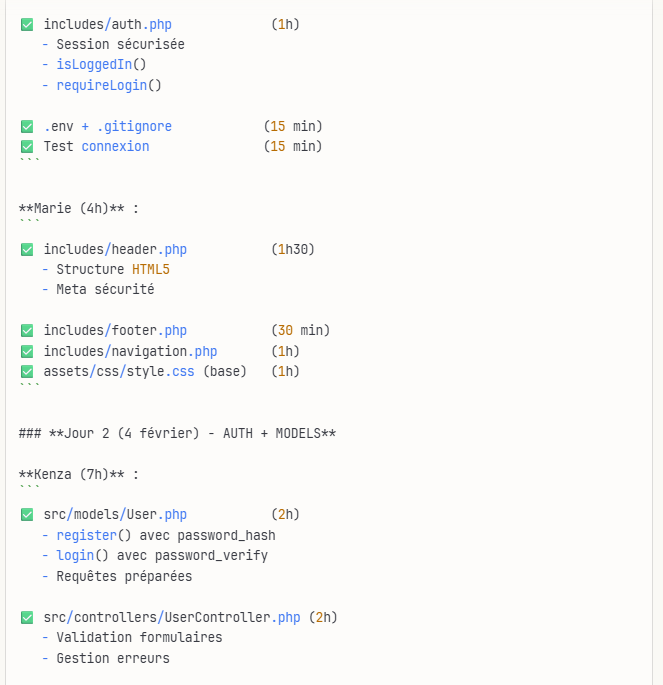 ✅ includes/auth.php (1h)
- Session sécurisée
- isLoggedIn()
- requireLogin()
✅ .env + .gitignore (15 min)
✅ Test connexion (15 min)
```
**Marie (4h)** :
```
✅ includes/header.php (1h30)
- Structure HTML5
- Meta sécurité
✅ includes/footer.php (30 min)
✅ includes/navigation.php (1h)
✅ assets/css/style.css (base) (1h)
```
### **Jour 2 (4 février) - AUTH + MODELS**
**Kenza (7h)** :
```
✅ src/models/User.php (2h)
- register() avec password_hash
- login() avec password_verify
- Requêtes préparées
✅ src/controllers/UserController.php (2h)
- Validation formulaires
- Gestion erreurs